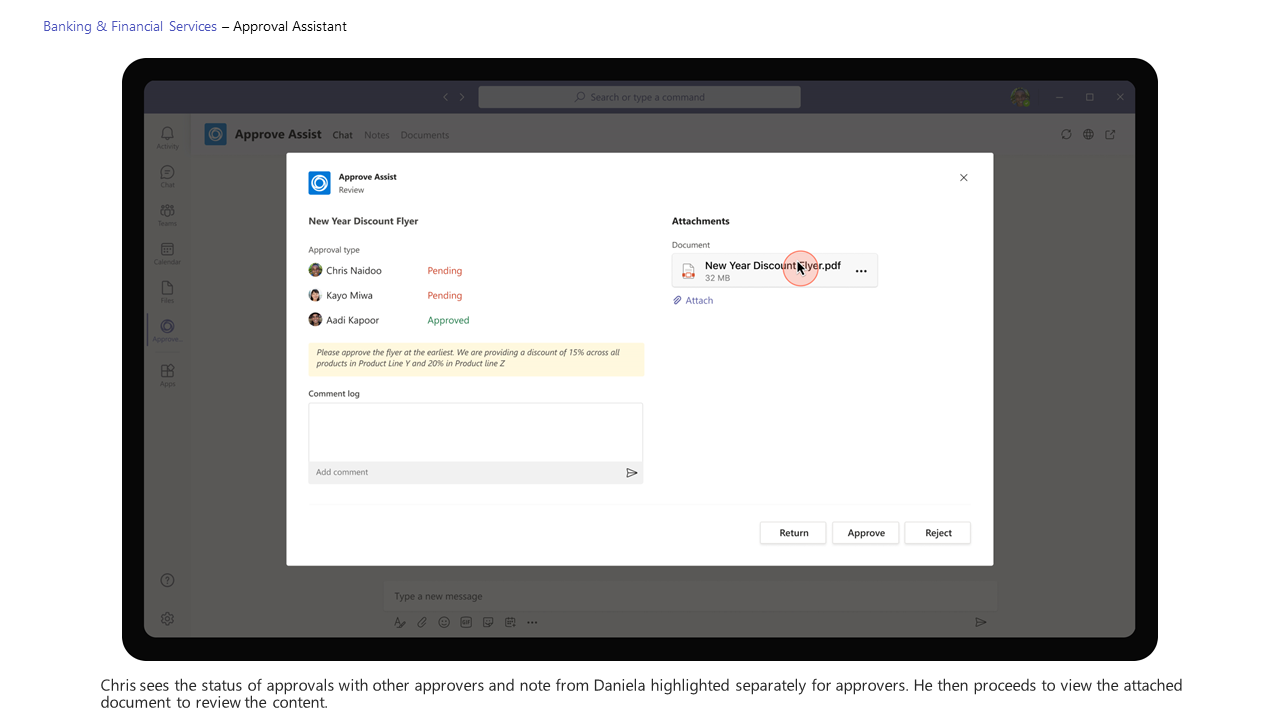 Banking & Financial Services – Approval Assistant
Search or type a command
Approve Assist Chat Notes Documents
Activity
Chat
Teams
Calendar
Files
Approve..
Apps
Approve Assist
Review
New Year Discount Flyer
Approval type
Chris Naidoo Pending
Kayo Miwa Pending
Aadi Kapoor Approved
Please approve the flyer at the earliest. We are providing a discount of 15% across all
products in Product Line Y and 20% in Product line Z
Comment log
Add comment
Attachments
Document
New Year Discount Flyer.pdf
32 MB
Attach
Return Approve Reject
Type a new message
GIF
Chris sees the status of approvals with other approvers and note from Daniela highlighted separately for approvers. He then proceeds to view the attached
document to review the content.